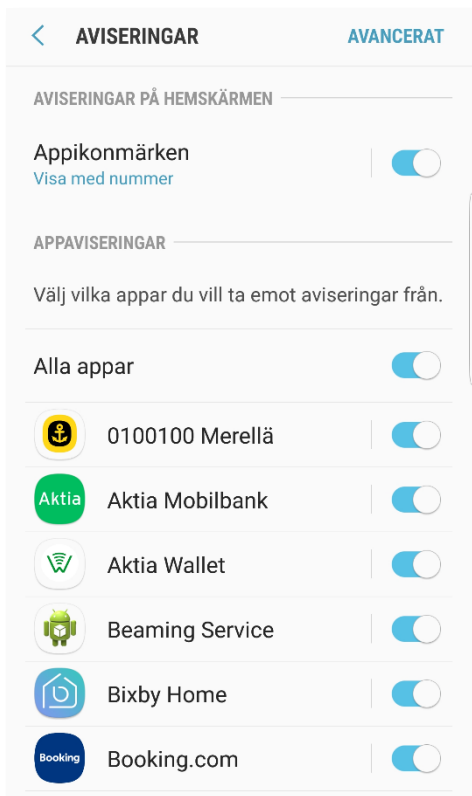 AVISERINGAR AVANCERAT
AVISERINGAR PÅ HEMSKÄRMEN
Appikonmärken
Visa med nummer
APPAVISERINGAR
Välj vilka appar du vill ta emot aviseringar från.
Alla appar
0100100 Merellä
Aktia Aktia Mobilbank
Aktia Wallet
Beaming Service
Bixby Home
Booking Booking.com